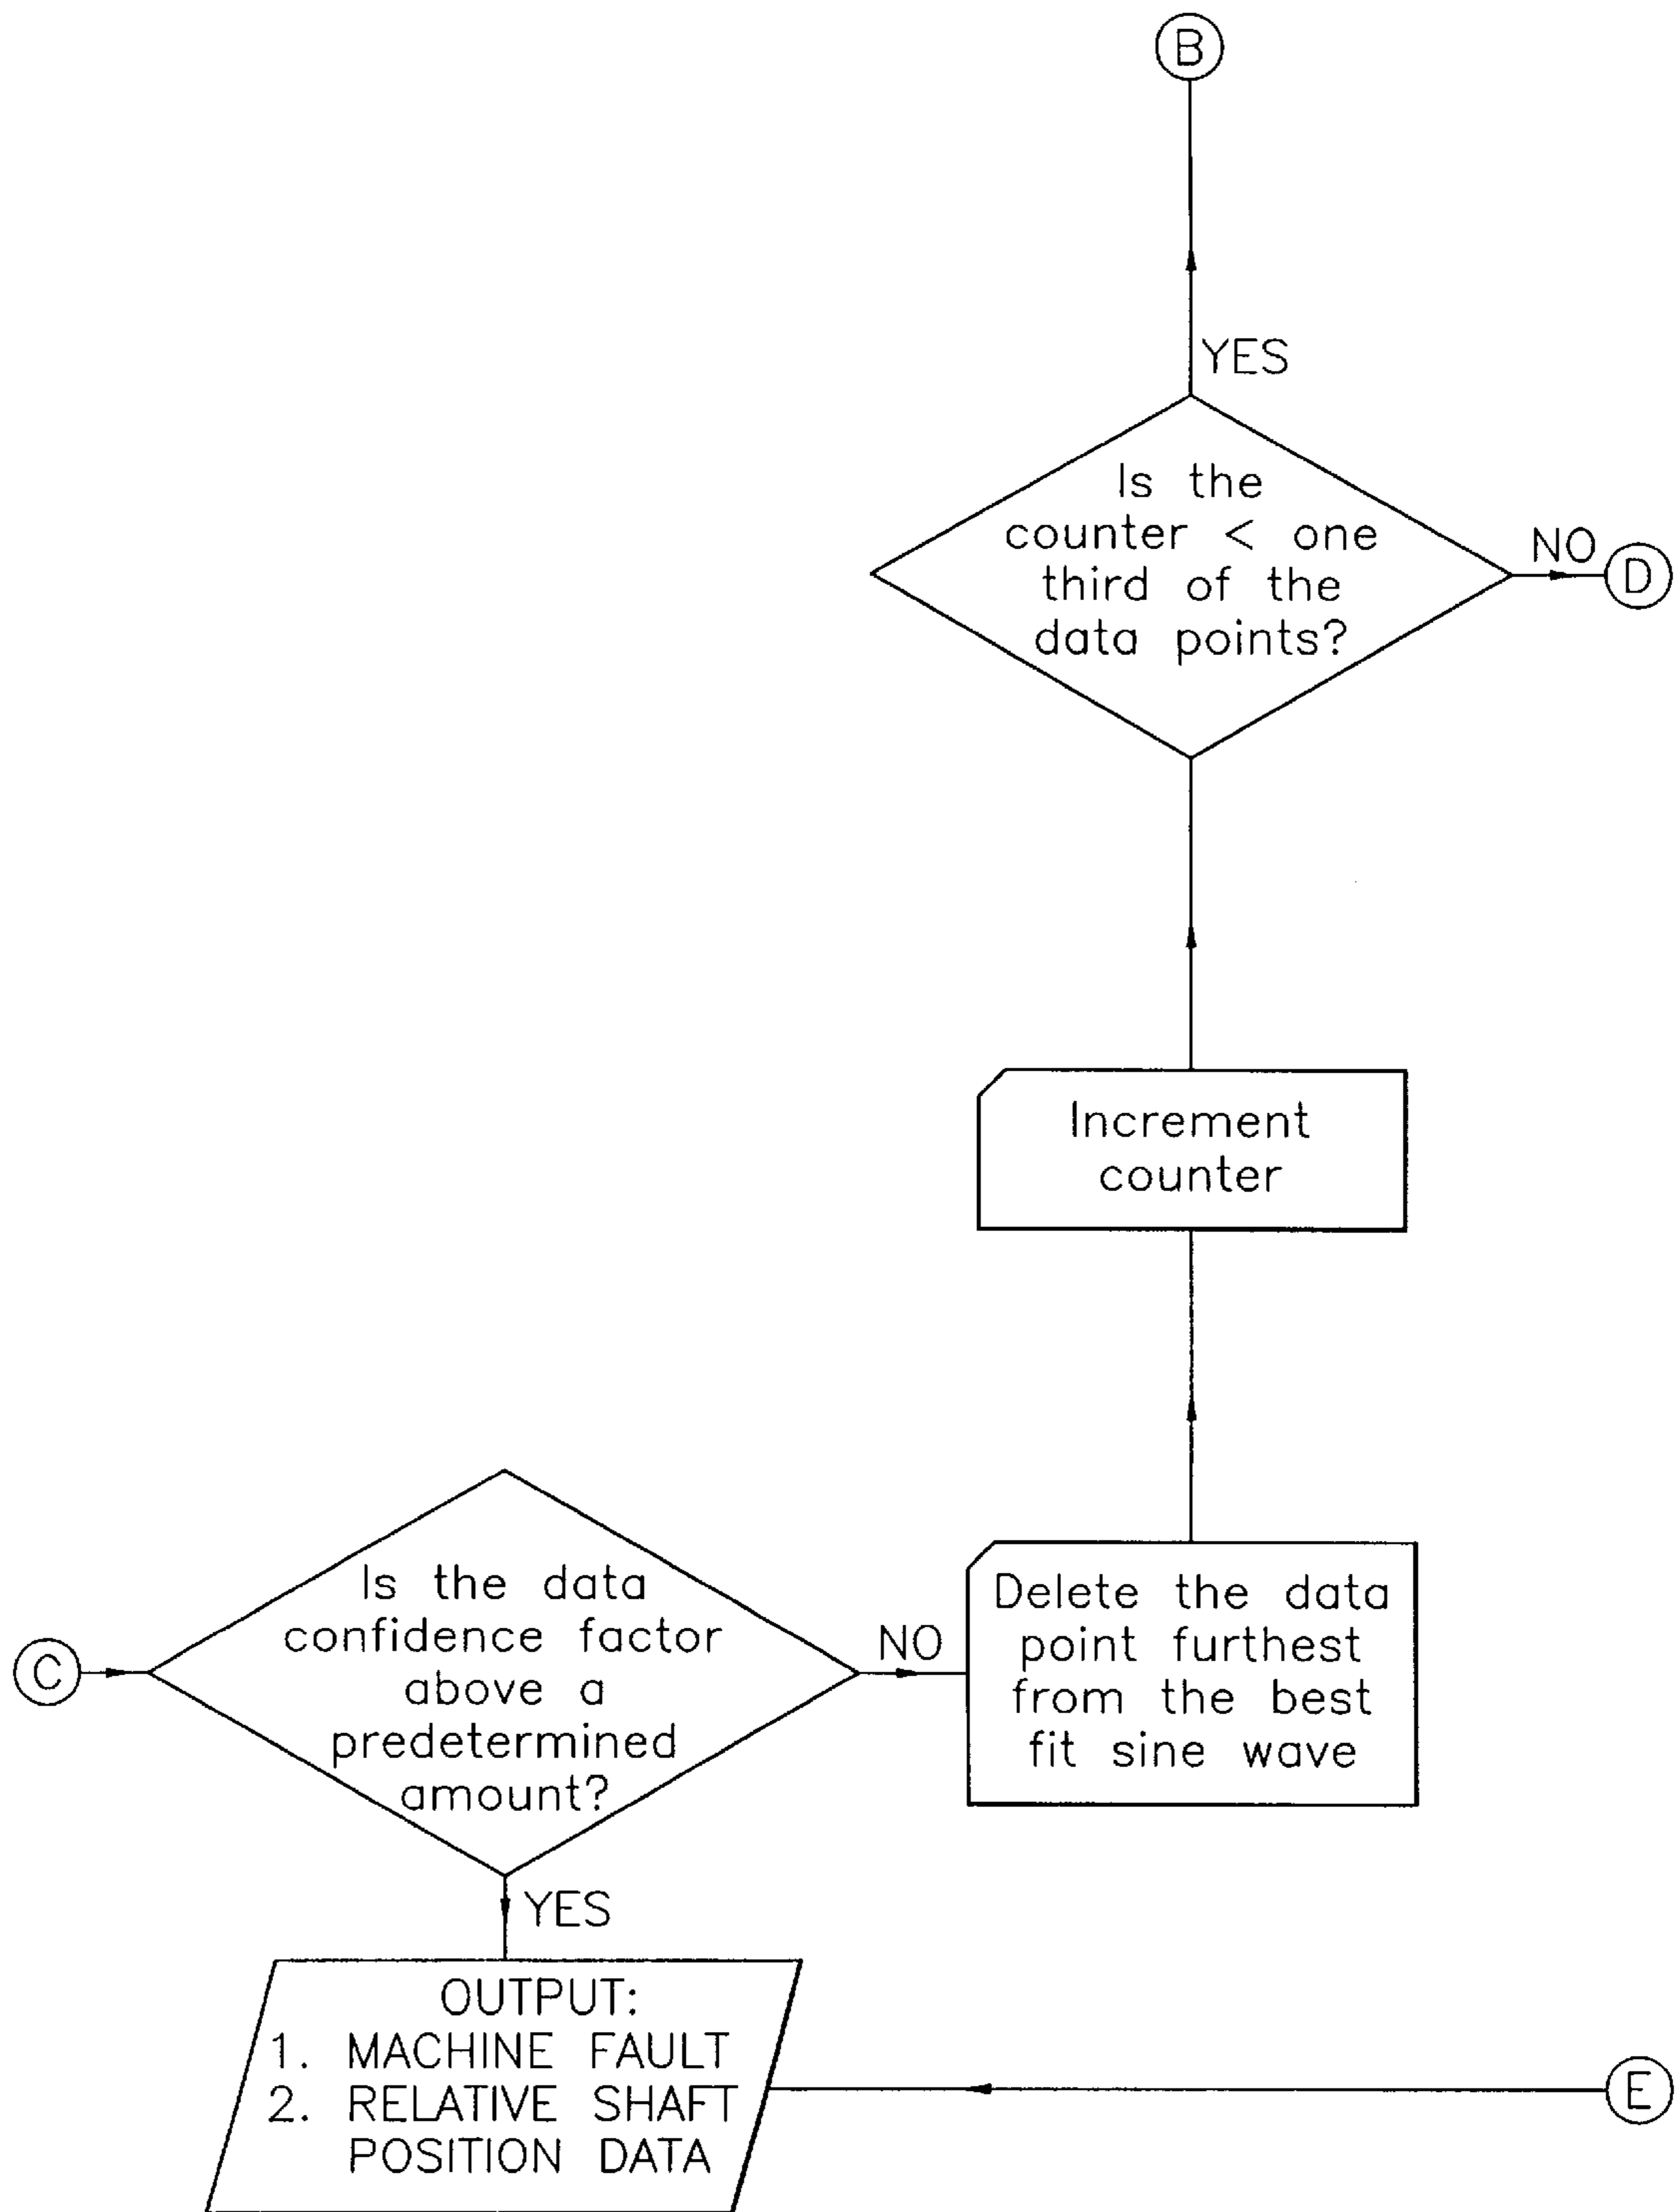 B
YES
Is the
counter < one
third of the
data points?
NO
D
Increment
counter
Is the data
confidence factor
above a
predetermined
amount?
C
NO
Delete the data
point furthest
from the best
fit sine wave
YES
OUTPUT:
1. MACHINE FAULT
2. RELATIVE SHAFT
POSITION DATA
E